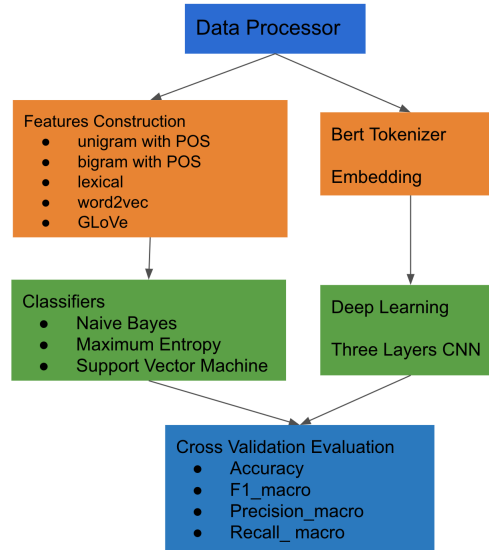 Data Processor
Features Construction
● unigram with POS
● bigram with POS
● lexical
● word2vec
● GLoVe
Bert Tokenizer
Embedding
Classifiers
● Naive Bayes
● Maximum Entropy
● Support Vector Machine
Deep Learning
Three Layers CNN
Cross Validation Evaluation
● Accuracy
● F1_macro
● Precision_macro
● Recall_ macro